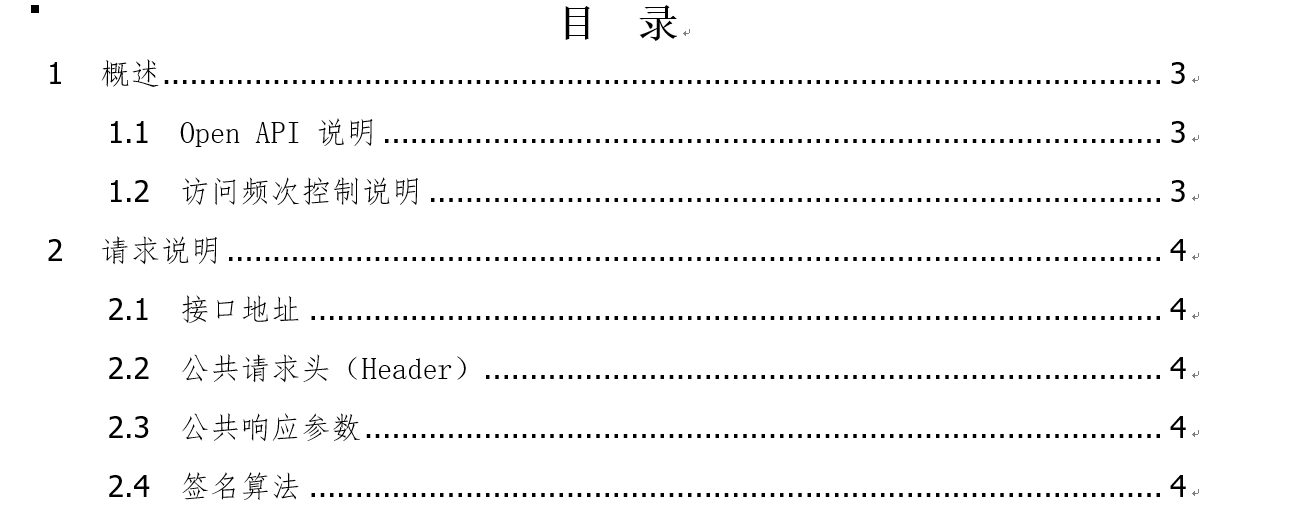 目 录
1 概述 3
1.1 Open API 说明 3
1.2 访问频次控制说明 3
2 请求说明 4
2.1 接口地址 4
2.2 公共请求头（Header） 4
2.3 公共响应参数 4
2.4 签名算法 4